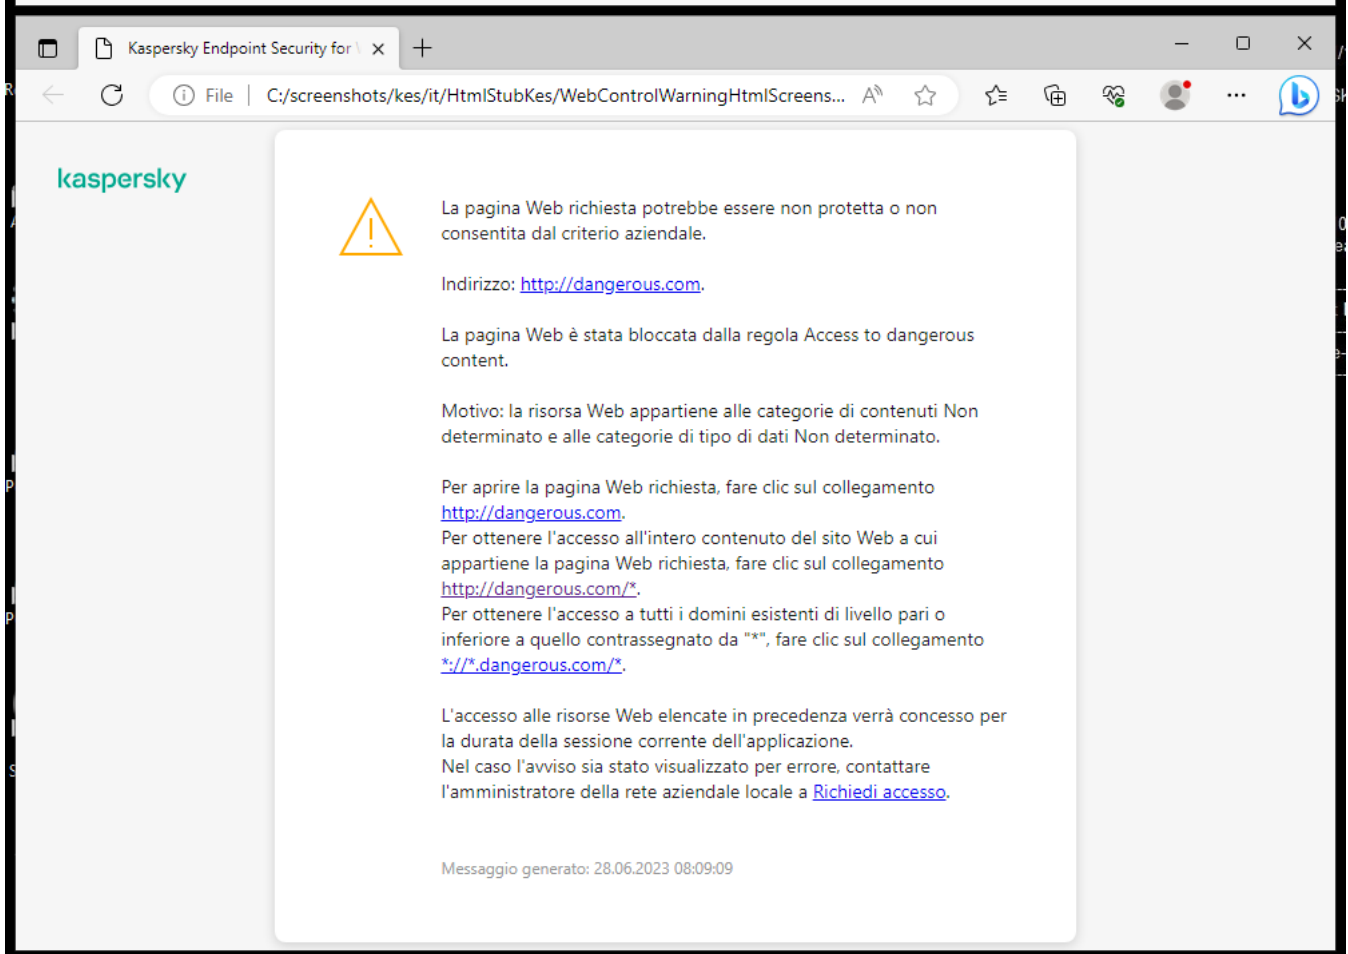 Kaspersky Endpoint Security for
File
C:/screenshots/kes/it/HtmlStubKes/WebControlWarningHtmlScreens...
kaspersky
La pagina Web richiesta potrebbe essere non protetta o non
consentita dal criterio aziendale.
Indirizzo: http://dangerous.com.
La pagina Web è stata bloccata dalla regola Access to dangerous
content.
Motivo: la risorsa Web appartiene alle categorie di contenuti Non
determinato e alle categorie di tipo di dati Non determinato.
Per aprire la pagina Web richiesta, fare clic sul collegamento
http://dangerous.com.
Per ottenere l'accesso all'intero contenuto del sito Web a cui
appartiene la pagina Web richiesta, fare clic sul collegamento
http://dangerous.com/*.
Per ottenere l'accesso a tutti i domini esistenti di livello pari o
inferiore a quello contrassegnato da "*", fare clic sul collegamento
*://*.dangerous.com/*.
L'accesso alle risorse Web elencate in precedenza verrà concesso per
la durata della sessione corrente dell'applicazione.
Nel caso l'avviso sia stato visualizzato per errore, contattare
l'amministratore della rete aziendale locale a Richiedi accesso.
Messaggio generato: 28.06.2023 08:09:09